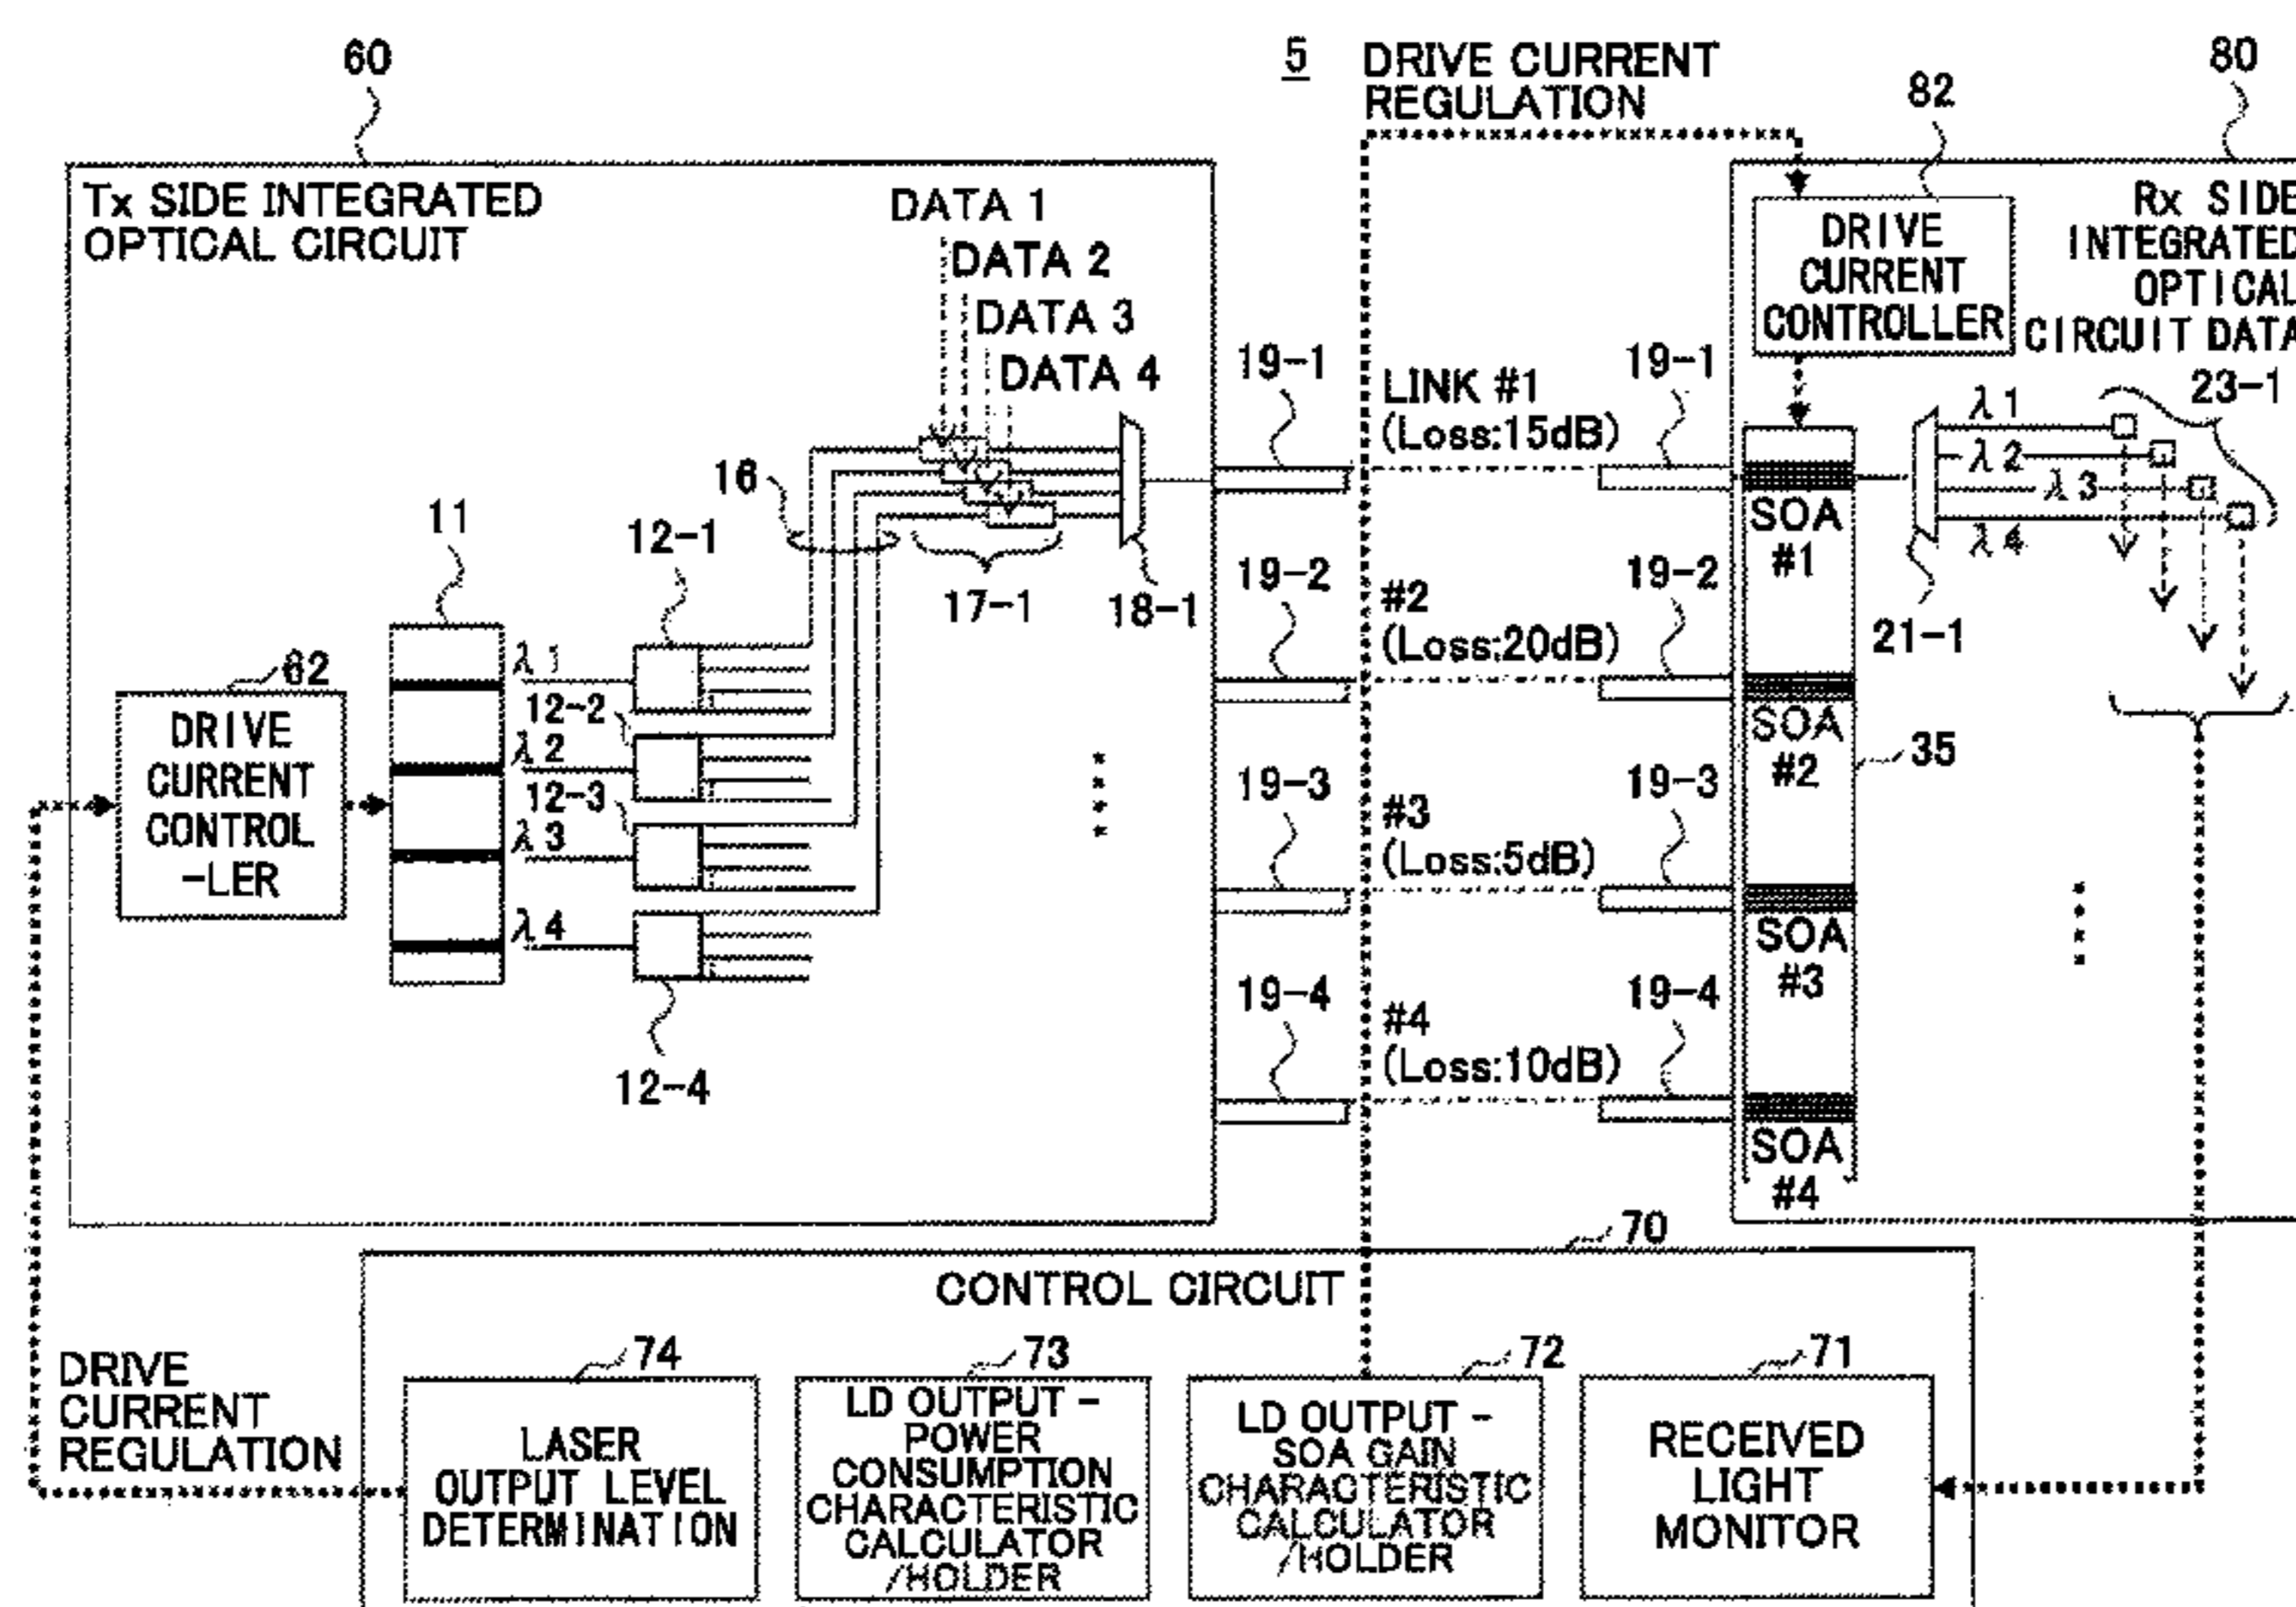 60
5
DRIVE CURRENT
REGULATION
82
80
Tx SIDE INTEGRATED
OPTICAL CIRCUIT
DATA 1
DATA 2
DATA 3
DATA 4
DRIVE
CURRENT
CONTROLLER
Rx SIDE
INTEGRATED
OPTICAL
CIRCUIT DATA
19-1
LINK #1
(Loss:15dB)
19-1
23-1
λ1
λ2
λ3
λ4
16
11
12-1
17-1
18-1
SOA
#1
21-1
19-2
#2
(Loss:20dB)
19-2
62
DRIVE
CURRENT
CONTROL
-LER
λ1
12-2
λ2
12-3
λ3
λ4
12-4
SOA
#2
35
19-3
#3
(Loss:5dB)
19-3
SOA
#3
19-4
#4
(Loss:10dB)
19-4
SOA
#4
70
CONTROL CIRCUIT
DRIVE
CURRENT
REGULATION
74
LASER
OUTPUT LEVEL
DETERMINATION
73
LD OUTPUT -
POWER
CONSUMPTION
CHARACTERISTIC
CALCULATOR
/HOLDER
72
LD OUTPUT -
SOA GAIN
CHARACTERISTIC
CALCULATOR
/HOLDER
71
RECEIVED
LIGHT
MONITOR